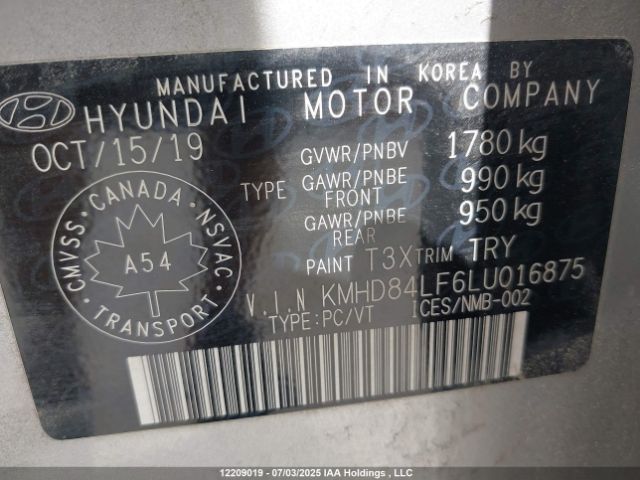 MANUFACTURED IN KOREA BY
HYUNDAI MOTOR COMPANY
OCT/15/19
GVWR/PNBV 1780 kg
TYPE GAWR/PNBE FRONT 990 kg
GAWR/PNBE REAR 950 kg
PAINT T3X TRIM TRY
V.I.N KMHD84LF6LU016875
TYPE:PC/VT ICES/NMB-002
CMVSS · CANADA · NSVAC · TRANSPORT ·
A54
12209019 - 07/03/2025 IAA Holdings , LLC